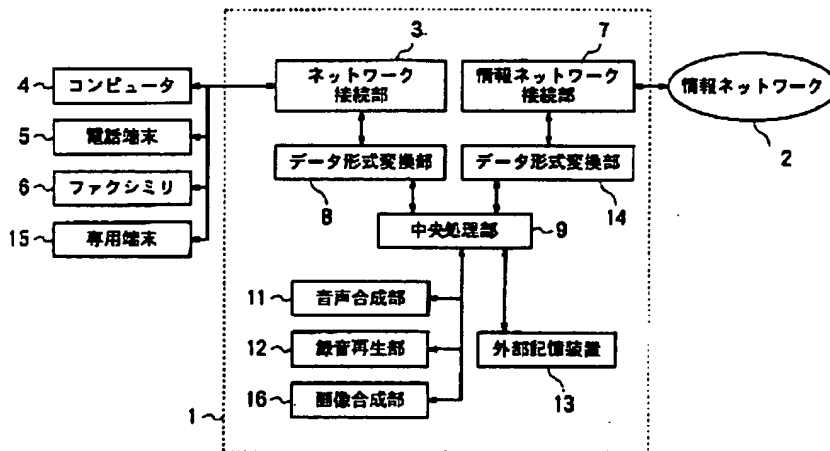 3
7
4
コンピュータ
ネットワーク
接続部
情報ネットワーク
接続部
情報ネットワーク
2
5
電話端末
6
ファクシミリ
データ形式変換部
8
データ形式変換部
14
15
専用端末
中央処理部
9
11
音声合成部
12
録音再生部
外部記憶装置
13
16
画像合成部
1